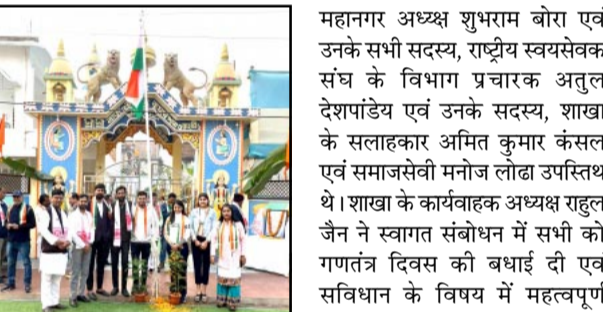 महानगर अध्यक्ष शुभराम बोरा एवं
उनके सभी सदस्य, राष्ट्रीय स्वयसेवक
संघ के विभाग प्रचारक अतुल
देशपांडेय एवं उनके सदस्य, शाखा
के सलाहकार अमित कुमार कंसल
एवं समाजसेवी मनोज लोढा उपस्तिथ
थे। शाखा के कार्यवाहक अध्यक्ष राहुल
जैन ने स्वागत संबोधन में सभी को
गणतंत्र दिवस की बधाई दी एवं
सविधान के विषय में महत्वपूर्ण